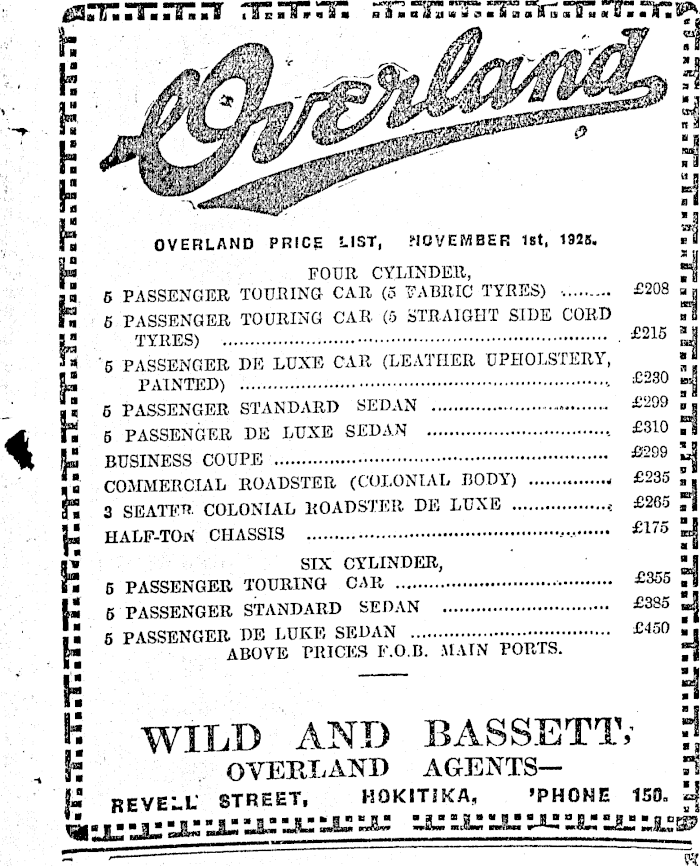 Overland
OVERLAND PRICE LIST, NOVEMBER 1st, 1925.
FOUR CYLINDER,
5 PASSENGER TOURING CAR (5 FABRIC TYRES) ........ £208
5 PASSENGER TOURING CAR (5 STRAIGHT SIDE CORD
TYRES) ........ £215
5 PASSENGER DE LUXE CAR (LEATHER UPHOLSTERY,
PAINTED) ........ £230
5 PASSENGER STANDARD SEDAN ........ £299
5 PASSENGER DE LUXE SEDAN ........ £310
BUSINESS COUPE ........ £299
COMMERCIAL ROADSTER (COLONIAL BODY) ........ £235
3 SEATER COLONIAL ROADSTER DE LUXE ........ £265
HALF-TON CHASSIS ........ £175
SIX CYLINDER,
5 PASSENGER TOURING CAR ........ £355
5 PASSENGER STANDARD SEDAN ........ £385
5 PASSENGER DE LUKE SEDAN ........ £450
ABOVE PRICES F.O.B. MAIN PORTS.
WILD AND BASSETT,
OVERLAND AGENTS—
REVELL STREET, HOKITIKA, 'PHONE 150.